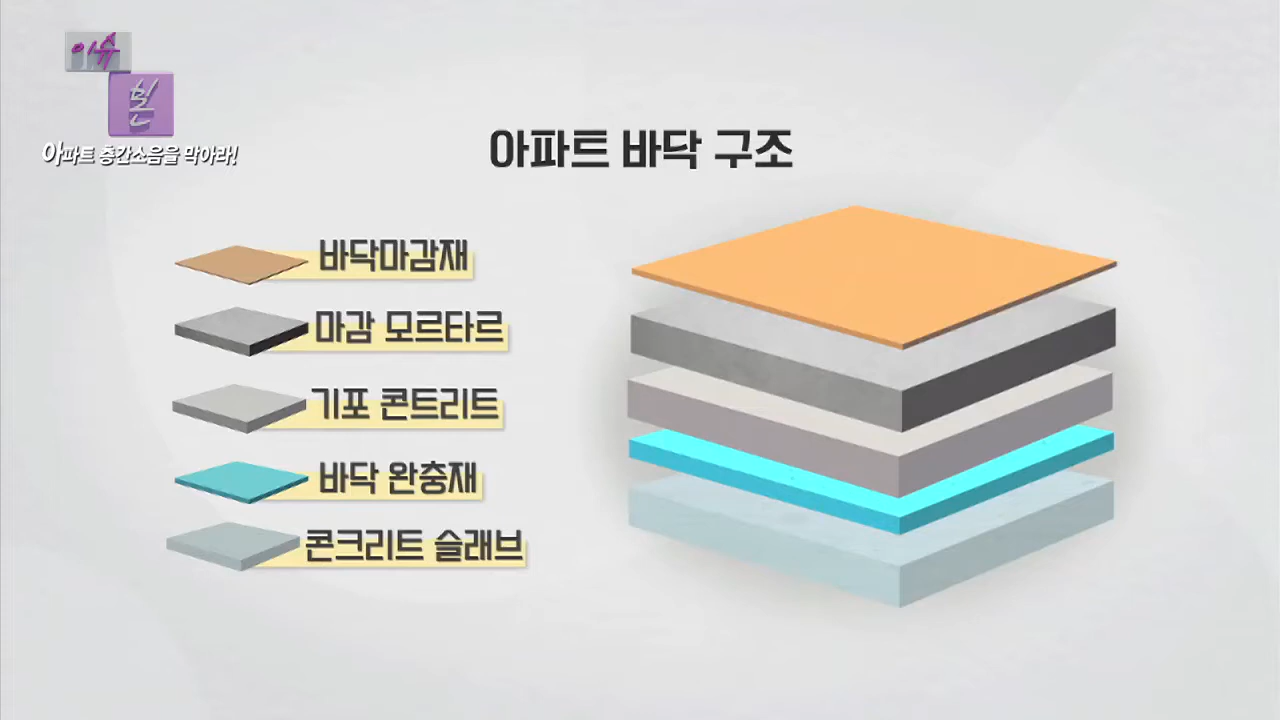 이슈
본
아파트 층간소음을 막아라!
아파트 바닥 구조
바닥마감재
마감 모르타르
기포 콘트리트
바닥 완충재
콘크리트 슬래브